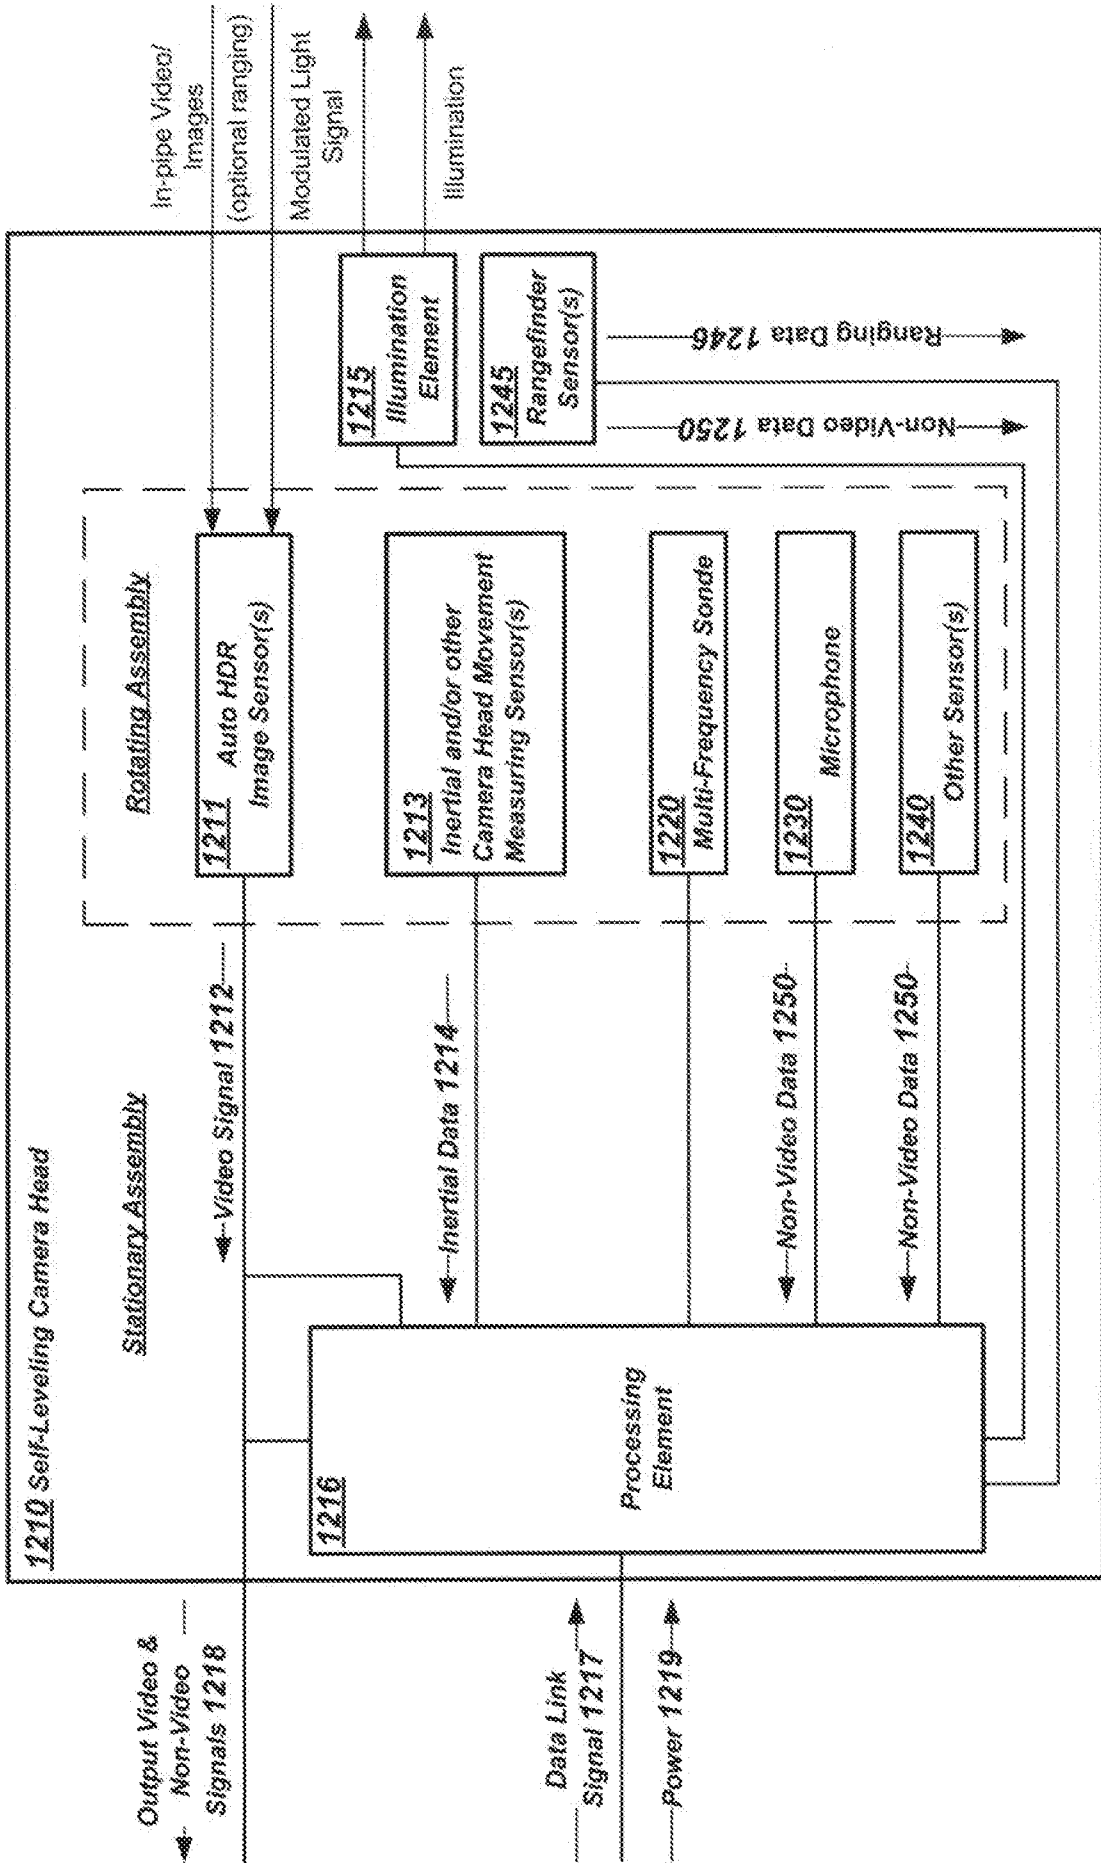 1210 Self-Leveling Camera Head
Stationary Assembly
Rotating Assembly
Output Video &
Non-Video
Signals 1218
Data Link
Signal 1217
Power 1219
1216
Processing
Element
Video Signal 1212
Inertial Data 1214
Non-Video Data 1250
Non-Video Data 1250
1211
Auto HDR
Image Sensor(s)
1213
Inertial and/or other
Camera Head Movement
Measuring Sensor(s)
1220
Multi-Frequency Sonde
1230
Microphone
1240
Other Sensor(s)
1215
Illumination
Element
1245
Rangefinder
Sensor(s)
Non-Video Data 1250
Ranging Data 1246
In-pipe Video/
Images
(optional ranging)
Modulated Light
Signal
Illumination